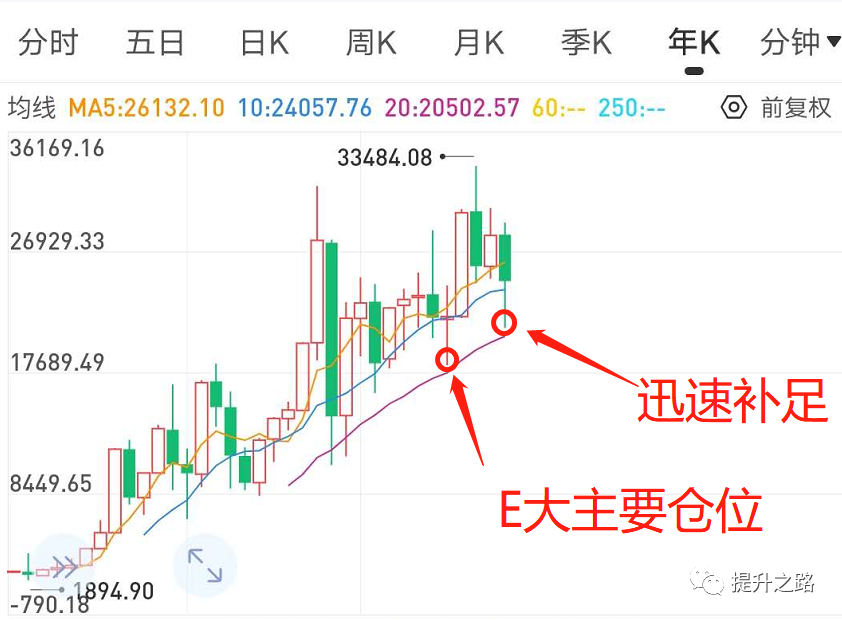 分时 五日 日K 周K 月K 季K 年K 分钟
均线 MA5:26132.10 10:24057.76 20:20502.57 60:-- 250:-- 前复权
36169.16
33484.08
26929.33
17689.49
迅速补足
8449.65
E大主要仓位
提升之路
1894.90
-790.18